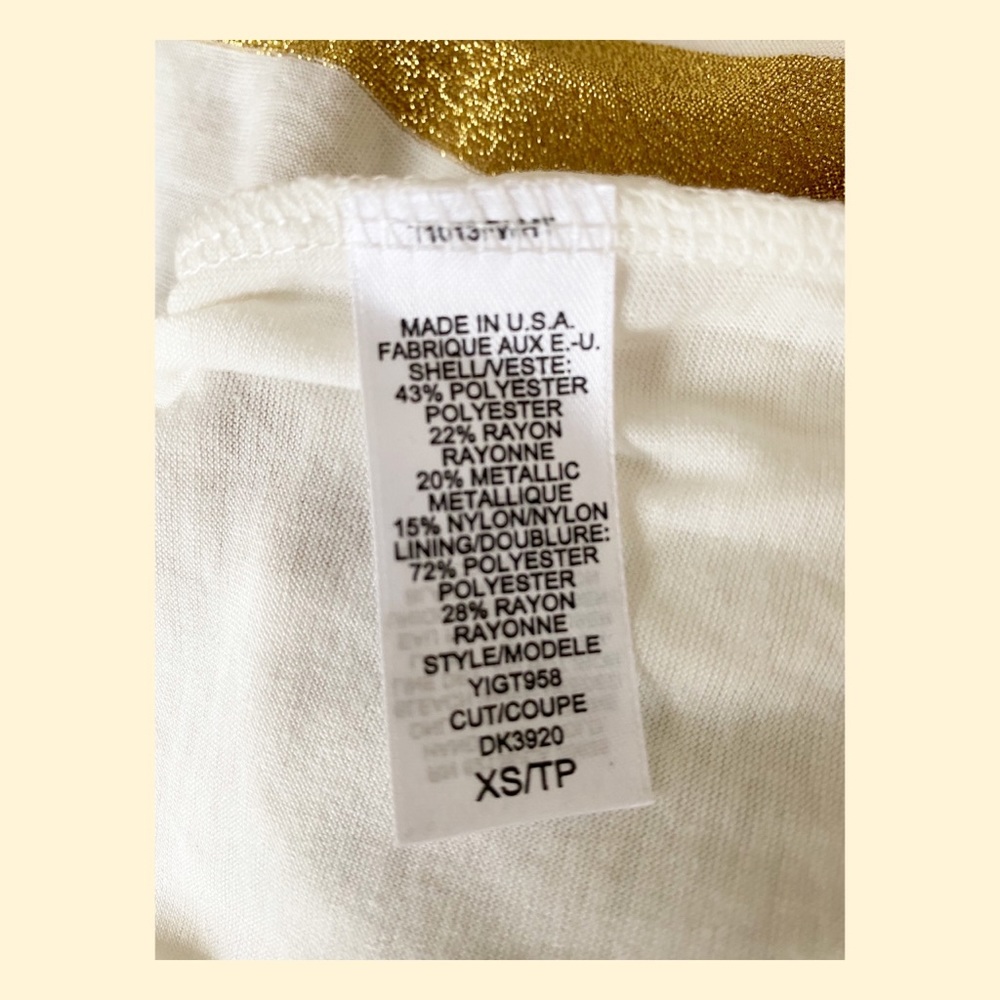 MADE IN U.S.A.
FABRIQUE AUX E.-U.
SHELL/VESTE:
43% POLYESTER
POLYESTER
22% RAYON
RAYONNE
20% METALLIC
METALLIQUE
15% NYLON/NYLON
LINING/DOUBLURE:
72% POLYESTER
POLYESTER
28% RAYON
RAYONNE
STYLE/MODELE
YIGT958
CUT/COUPE
DK3920
XS/TP